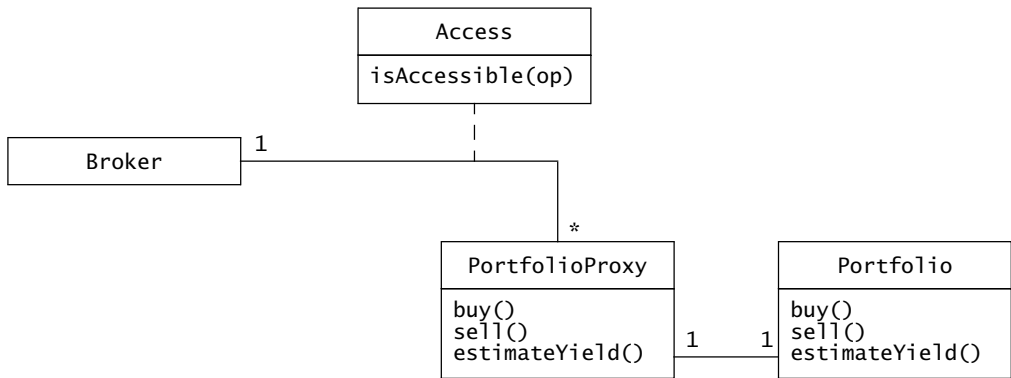 Access
isAccessible(op)
1
Broker
*
PortfolioProxy
Portfolio
buy()
sell()
estimateYield()
1
1
buy()
sell()
estimateYield()